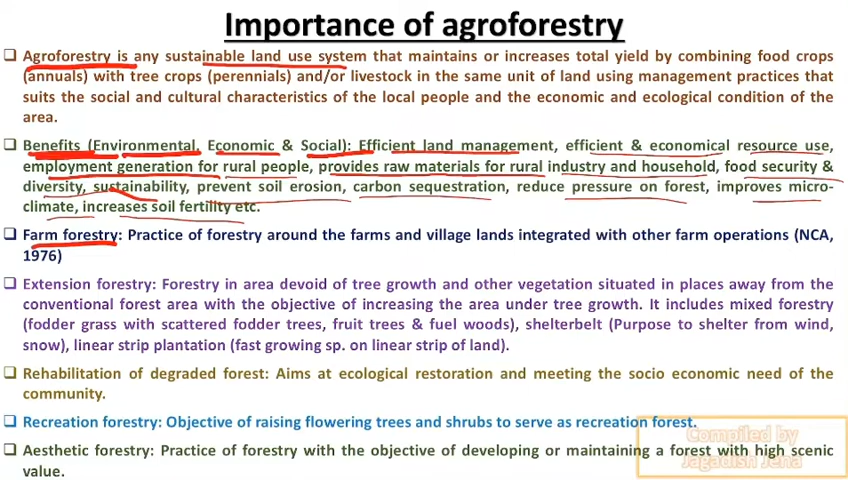 Importance of agroforestry
❑ Agroforestry is any sustainable land use system that maintains or increases total yield by combining food crops
(annuals) with tree crops (perennials) and/or livestock in the same unit of land using management practices that
suits the social and cultural characteristics of the local people and the economic and ecological condition of the
area.
❑ Benefits (Environmental, Economic & Social): Efficient land management, efficient & economical resource use,
employment generation for rural people, provides raw materials for rural industry and household, food security &
diversity, sustainability, prevent soil erosion, carbon sequestration, reduce pressure on forest, improves micro-
climate, increases soil fertility etc.
❑ Farm forestry: Practice of forestry around the farms and village lands integrated with other farm operations (NCA,
1976)
❑ Extension forestry: Forestry in area devoid of tree growth and other vegetation situated in places away from the
conventional forest area with the objective of increasing the area under tree growth. It includes mixed forestry
(fodder grass with scattered fodder trees, fruit trees & fuel woods), shelterbelt (Purpose to shelter from wind,
snow), linear strip plantation (fast growing sp. on linear strip of land).
❑ Rehabilitation of degraded forest: Aims at ecological restoration and meeting the socio economic need of the
community.
❑ Recreation forestry: Objective of raising flowering trees and shrubs to serve as recreation forest.
❑ Aesthetic forestry: Practice of forestry with the objective of developing or maintaining a forest with high scenic
value.
Compiled by
Jagadish Jena